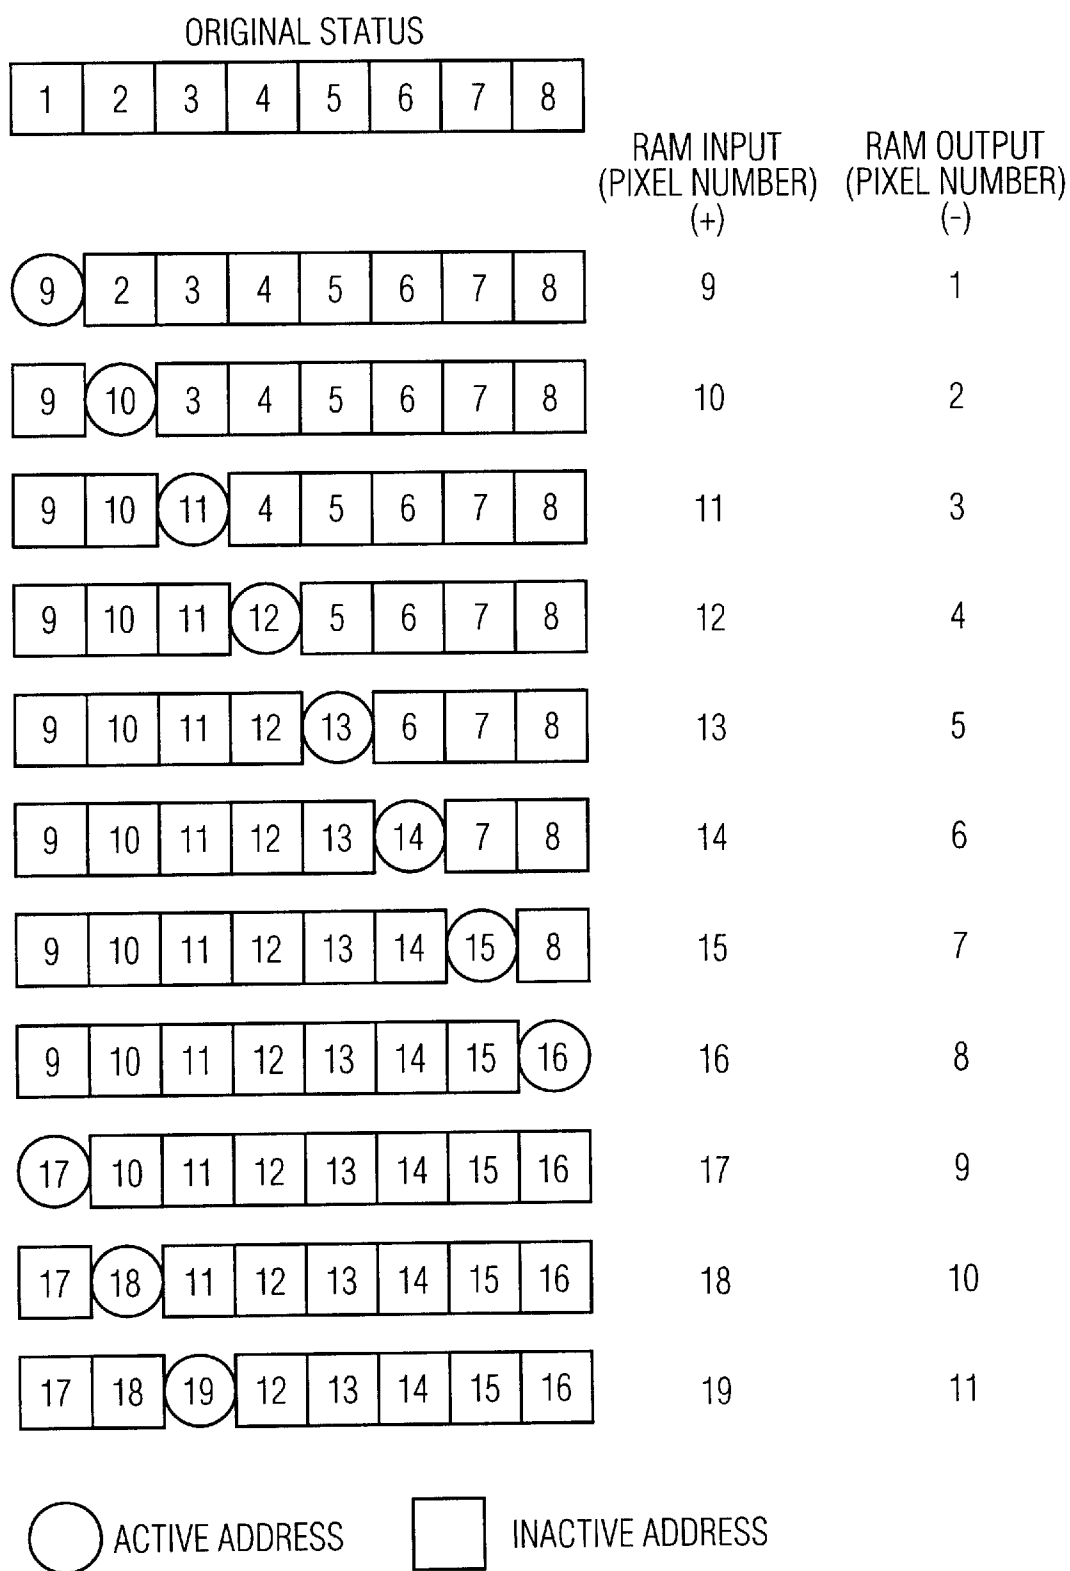 ORIGINAL STATUS
1 2 3 4 5 6 7 8
RAM INPUT RAM OUTPUT
(PIXEL NUMBER) (PIXEL NUMBER)
(+) (-)
9 2 3 4 5 6 7 8 9 1
9 10 3 4 5 6 7 8 10 2
9 10 11 4 5 6 7 8 11 3
9 10 11 12 5 6 7 8 12 4
9 10 11 12 13 6 7 8 13 5
9 10 11 12 13 14 7 8 14 6
9 10 11 12 13 14 15 8 15 7
9 10 11 12 13 14 15 16 16 8
17 10 11 12 13 14 15 16 17 9
17 18 11 12 13 14 15 16 18 10
17 18 19 12 13 14 15 16 19 11
ACTIVE ADDRESS INACTIVE ADDRESS